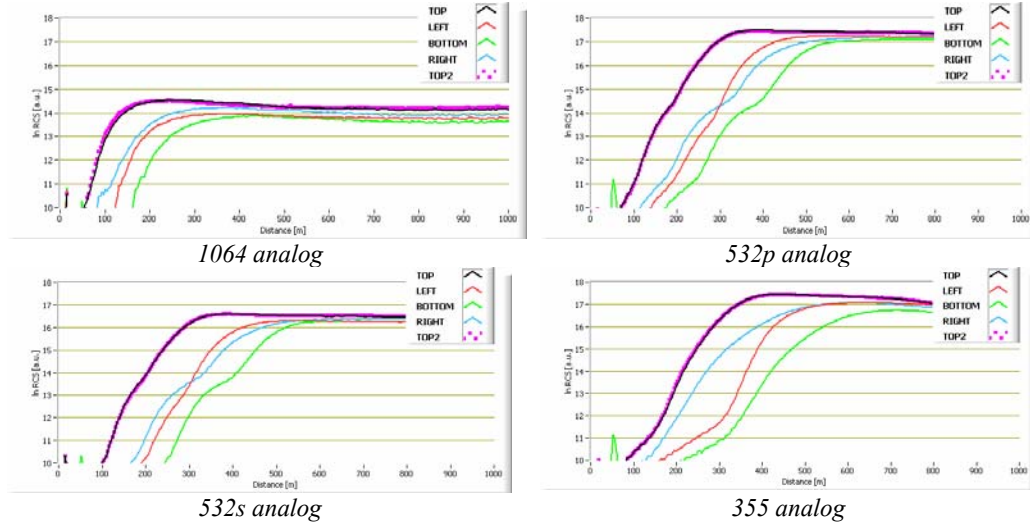 18
17
16
15
14
13
12
11
10
0 100 200 300 400 500 600 700 800 900 1000
ln RCS [a.u.]
Distance [m]
TOP
LEFT
BOTTOM
RIGHT
TOP2
1064 analog
18
17
16
15
14
13
12
11
10
0 100 200 300 400 500 600 700 800 900 1000
ln RCS [a.u.]
Distance [m]
TOP
LEFT
BOTTOM
RIGHT
TOP2
532p analog
18
17
16
15
14
13
12
11
10
0 100 200 300 400 500 600 700 800 900 1000
ln RCS [a.u.]
Distance [m]
TOP
LEFT
BOTTOM
RIGHT
TOP2
532s analog
18
17
16
15
14
13
12
11
10
0 100 200 300 400 500 600 700 800 900 1000
ln RCS [a.u.]
Distance [m]
TOP
LEFT
BOTTOM
RIGHT
TOP2
355 analog